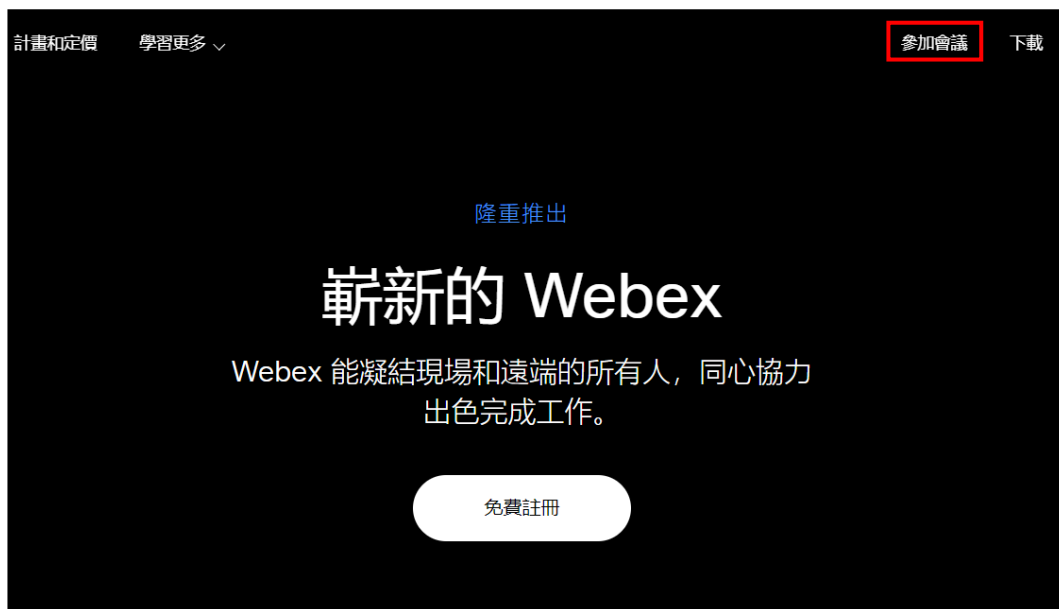 計畫和定價 學習更多 參加會議 下載
隆重推出
嶄新的 Webex
Webex 能凝結現場和遠端的所有人，同心協力
出色完成工作。
免費註冊